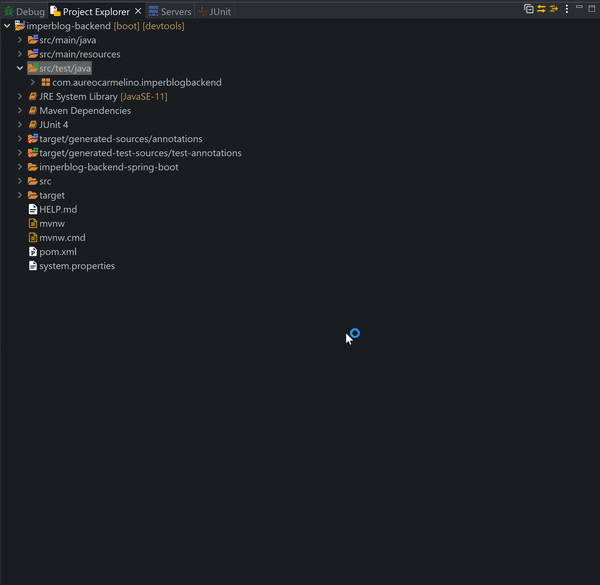 Debug Project Explorer Servers JUnit
imperblog-backend [boot] [devtools]
src/main/java
src/main/resources
src/test/java
com.aureocarmelino.imperblogbackend
JRE System Library [JavaSE-11]
Maven Dependencies
JUnit 4
target/generated-sources/annotations
target/generated-test-sources/test-annotations
imperblog-backend-spring-boot
src
target
HELP.md
mvnw
mvnw.cmd
pom.xml
system.properties